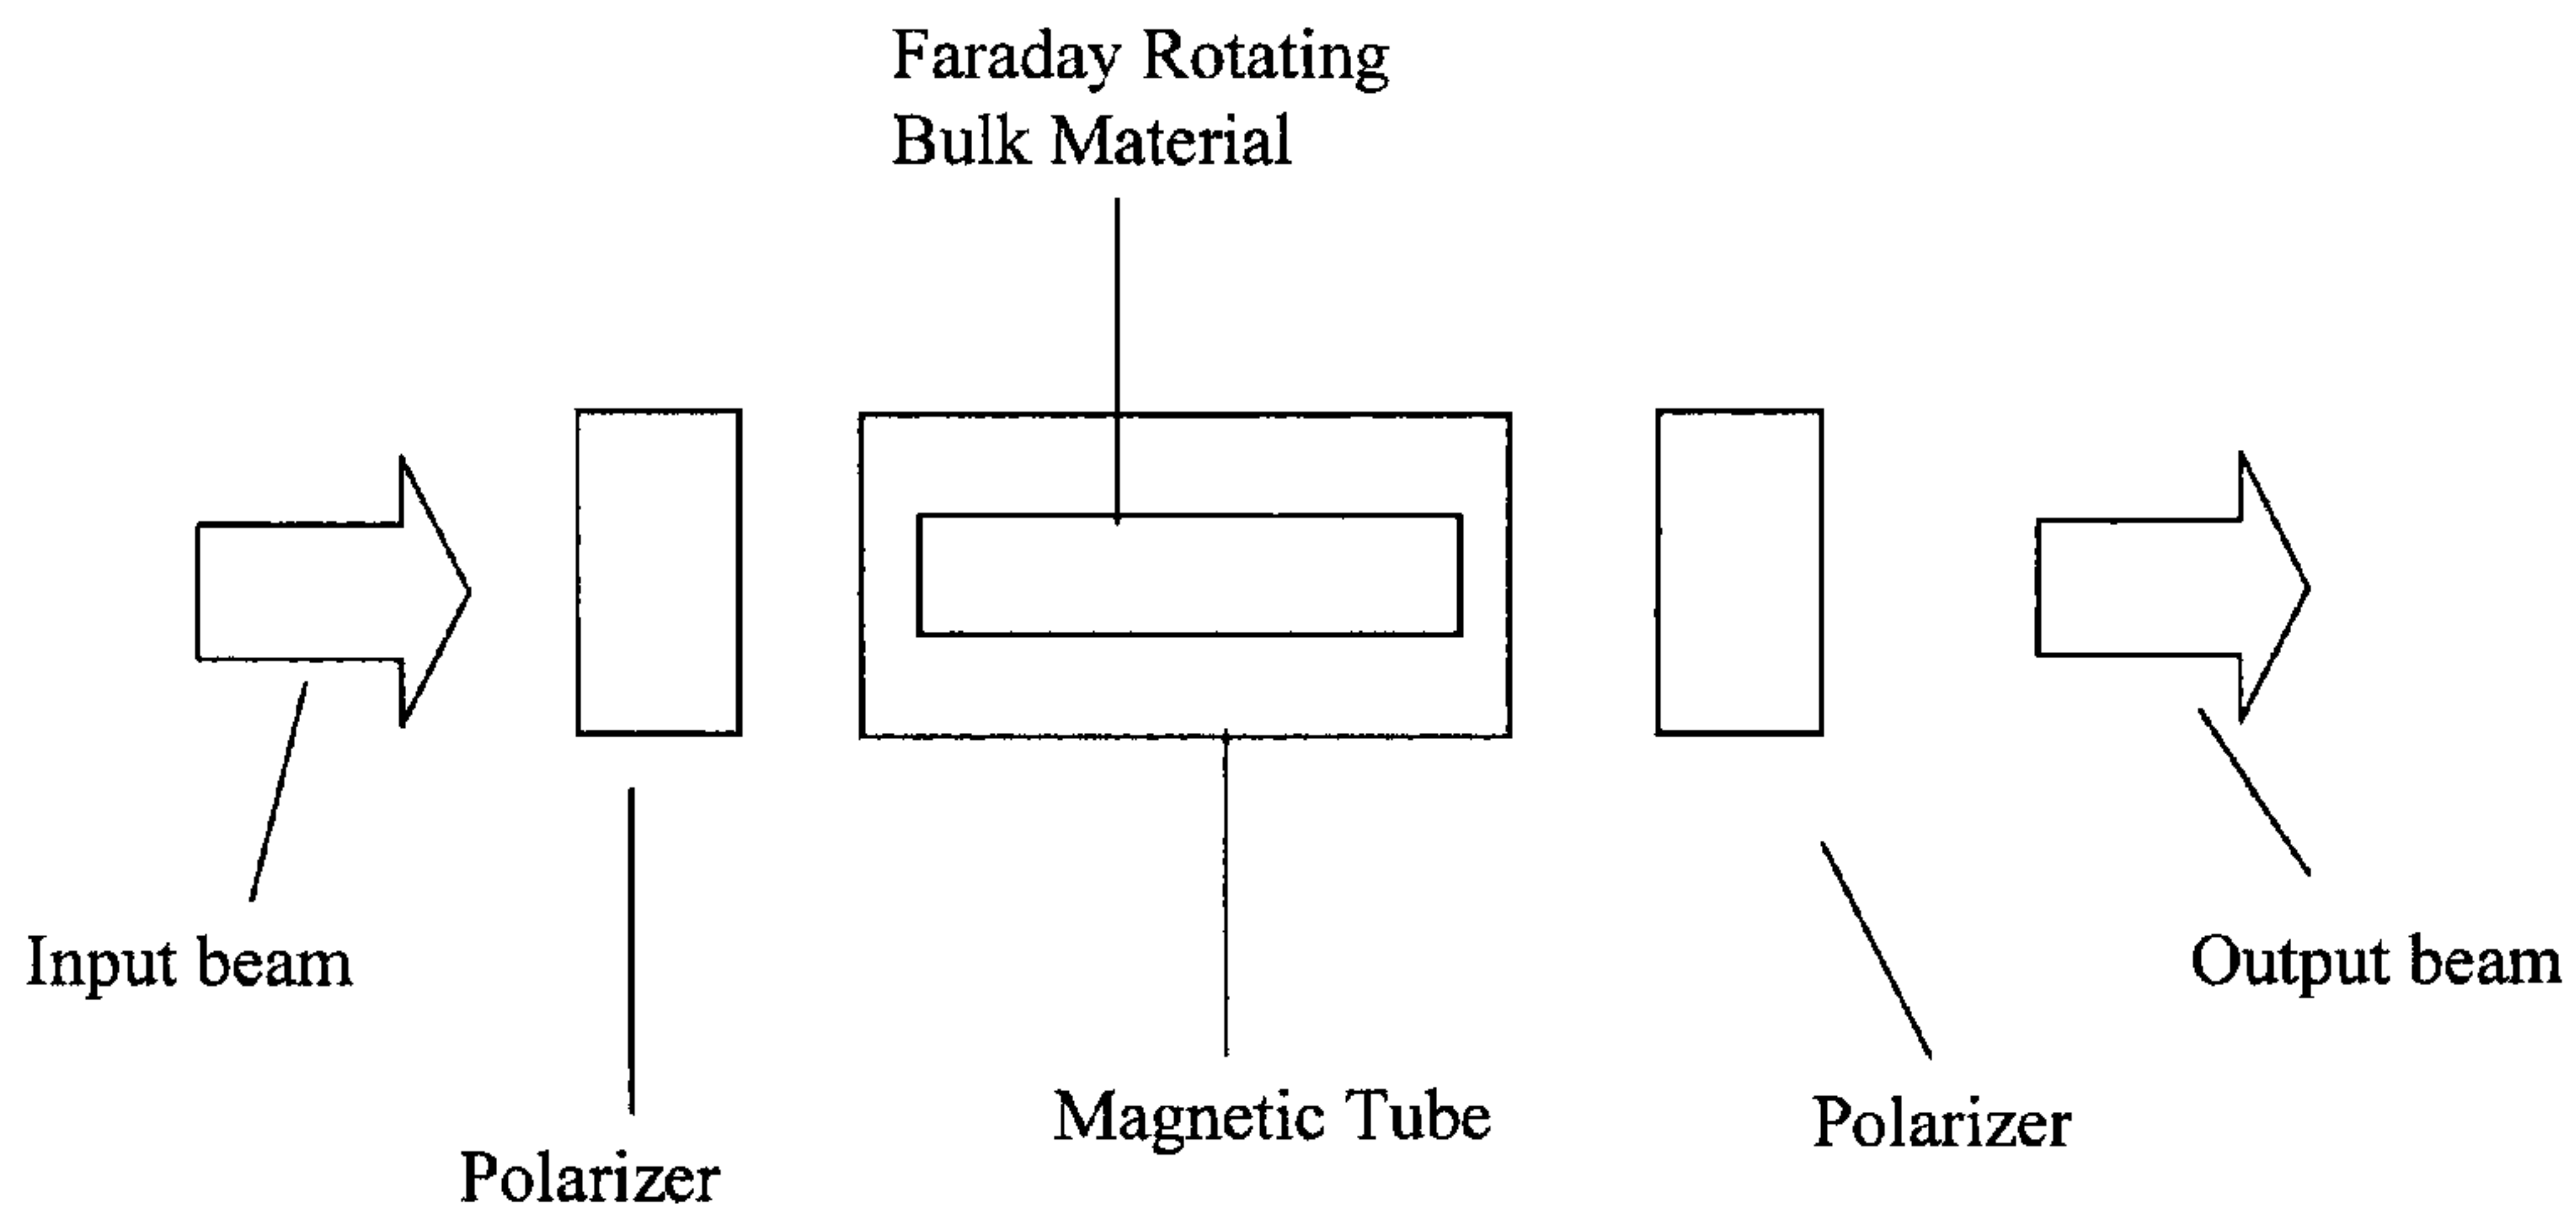 Faraday Rotating
Bulk Material
Input beam
Output beam
Magnetic Tube
Polarizer
Polarizer